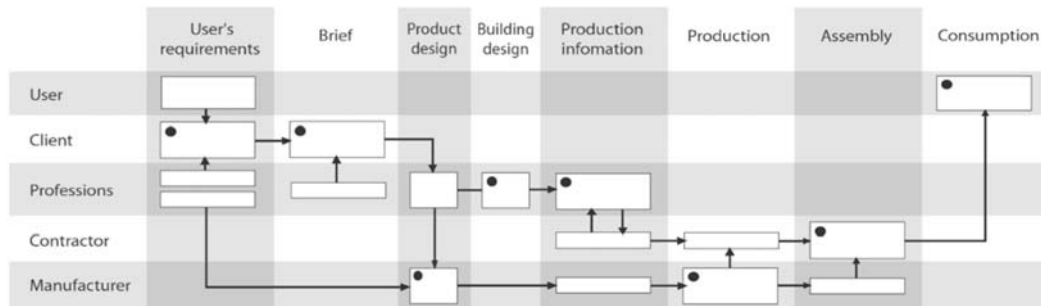 User's
requirements
Brief
Product
design
Building
design
Production
infomation
Production
Assembly
Consumption
User
Client
Professions
Contractor
Manufacturer